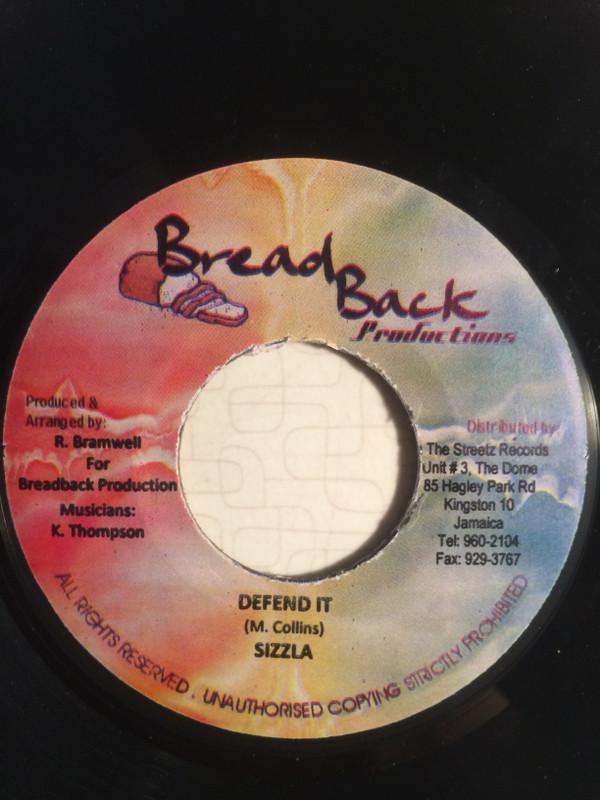 Bread
Back
Productions
Produced &
Arranged by:
R. Bramwell
For
Breadback Production
Musicians:
K. Thompson
Distributed by
: The Streetz Records
Unit # 3, The Dome
85 Hagley Park Rd
Kingston 10
Jamaica
Tel: 960-2104
Fax: 929-3767
DEFEND IT
(M. Collins)
SIZZLA
ALL RIGHTS RESERVED . UNAUTHORISED COPYING STRICTLY PROHIBITED